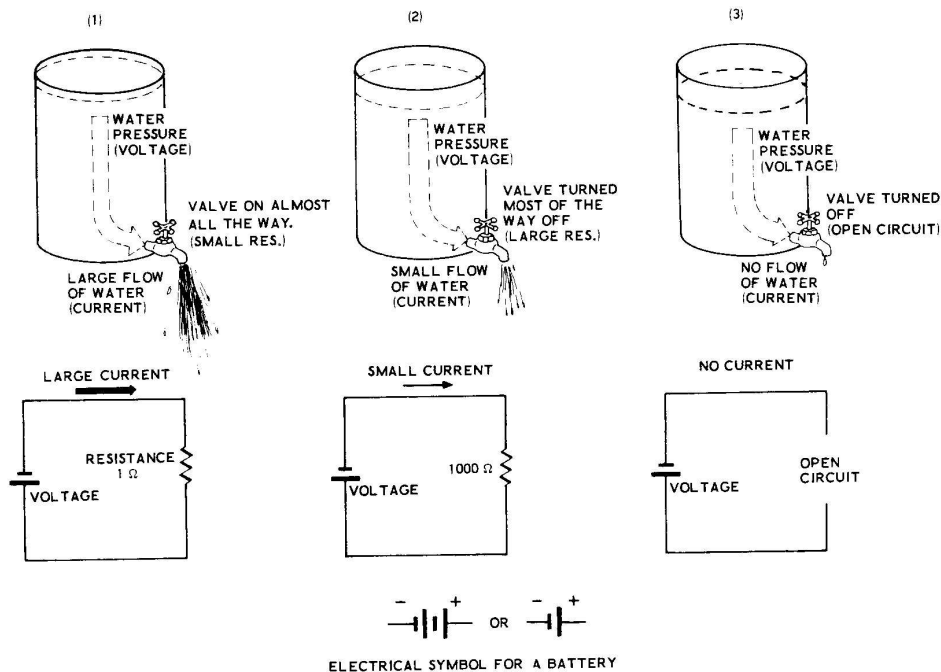 (1)
WATER
PRESSURE
(VOLTAGE)
VALVE ON ALMOST
ALL THE WAY.
(SMALL RES.)
LARGE FLOW
OF WATER
(CURRENT)
(2)
WATER
PRESSURE
(VOLTAGE)
VALVE TURNED
MOST OF THE
WAY OFF
(LARGE RES.)
SMALL FLOW
OF WATER
(CURRENT)
(3)
WATER
PRESSURE
(VOLTAGE)
VALVE TURNED
OFF
(OPEN CIRCUIT)
NO FLOW
OF WATER
(CURRENT)
LARGE CURRENT
RESISTANCE
1 Ω
VOLTAGE
SMALL CURRENT
1000 Ω
VOLTAGE
NO CURRENT
OPEN
CIRCUIT
VOLTAGE
− + OR − +
ELECTRICAL SYMBOL FOR A BATTERY